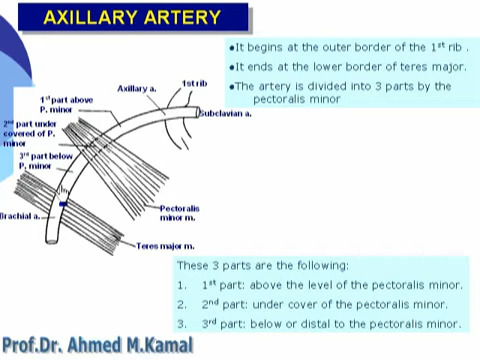 AXILLARY ARTERY
●It begins at the outer border of the 1st rib .
●It ends at the lower border of teres major.
●The artery is divided into 3 parts by the
pectoralis minor
1st rib
Axillary a.
1st part above
P. minor
Subclavian a.
2nd part under
covered of P.
minor
3rd part below
P. minor
Pectoralis
minor m.
Brachial a.
Teres major m.
These 3 parts are the following:
1. 1st part: above the level of the pectoralis minor.
2. 2nd part: under cover of the pectoralis minor.
3. 3rd part: below or distal to the pectoralis minor.
Prof.Dr. Ahmed M.Kamal